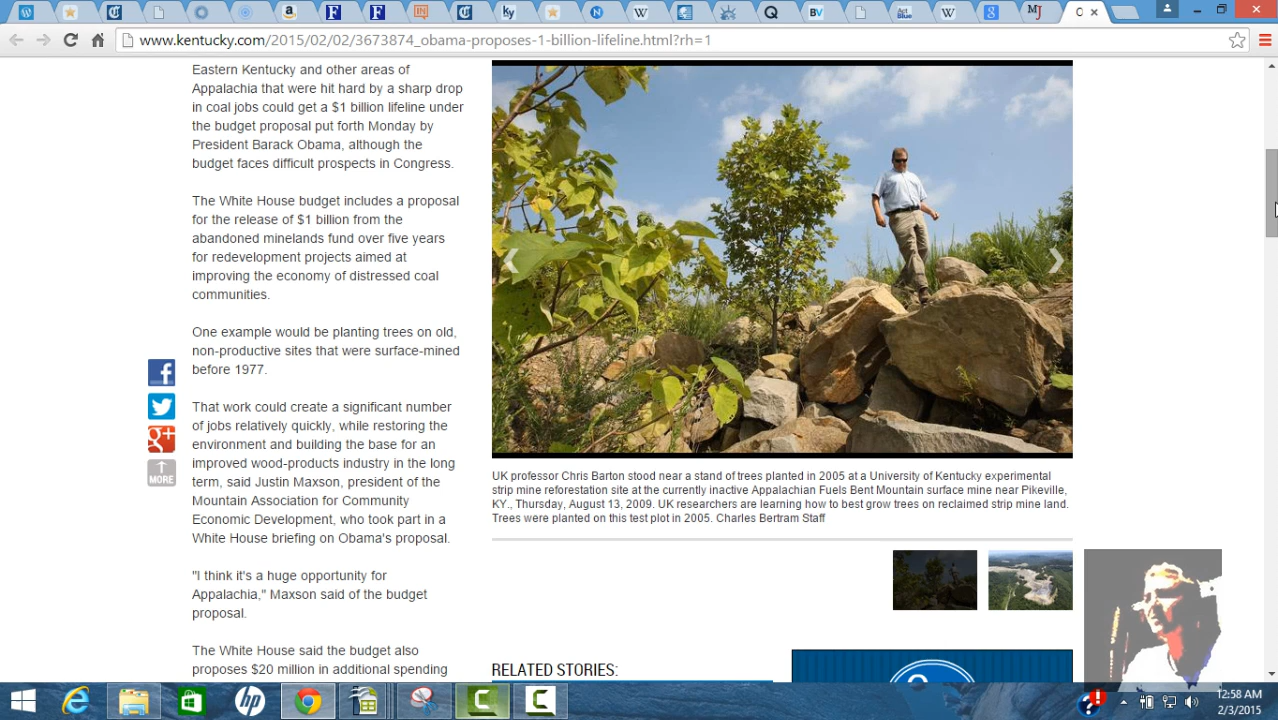 www.kentucky.com/2015/02/02/3673874_obama-proposes-1-billion-lifeline.html?rh=1
Eastern Kentucky and other areas of
Appalachia that were hit hard by a sharp drop
in coal jobs could get a $1 billion lifeline under
the budget proposal put forth Monday by
President Barack Obama, although the
budget faces difficult prospects in Congress.
The White House budget includes a proposal
for the release of $1 billion from the
abandoned minelands fund over five years
for redevelopment projects aimed at
improving the economy of distressed coal
communities.
One example would be planting trees on old,
non-productive sites that were surface-mined
before 1977.
That work could create a significant number
of jobs relatively quickly, while restoring the
environment and building the base for an
improved wood-products industry in the long
term, said Justin Maxson, president of the
Mountain Association for Community
Economic Development, who took part in a
White House briefing on Obama's proposal.
"I think it's a huge opportunity for
Appalachia," Maxson said of the budget
proposal.
The White House said the budget also
proposes $20 million in additional spending
MORE
UK professor Chris Barton stood near a stand of trees planted in 2005 at a University of Kentucky experimental
strip mine reforestation site at the currently inactive Appalachian Fuels Bent Mountain surface mine near Pikeville,
KY., Thursday, August 13, 2009. UK researchers are learning how to best grow trees on reclaimed strip mine land.
Trees were planted on this test plot in 2005. Charles Bertram Staff
RELATED STORIES:
12:58 AM
2/3/2015